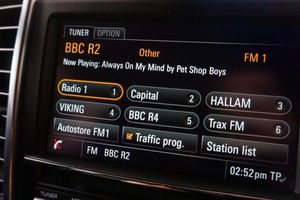 TUNER OPTION
BBC R2 Other FM 1
Now Playing: Always On My Mind by Pet Shop Boys
Radio 1 1 Capital 2 HALLAM 3
VIKING 4 BBC R4 5 Trax FM 6
Autostore FM1 Traffic prog. Station list
FM BBC R2 02:52pm TP
TUNER